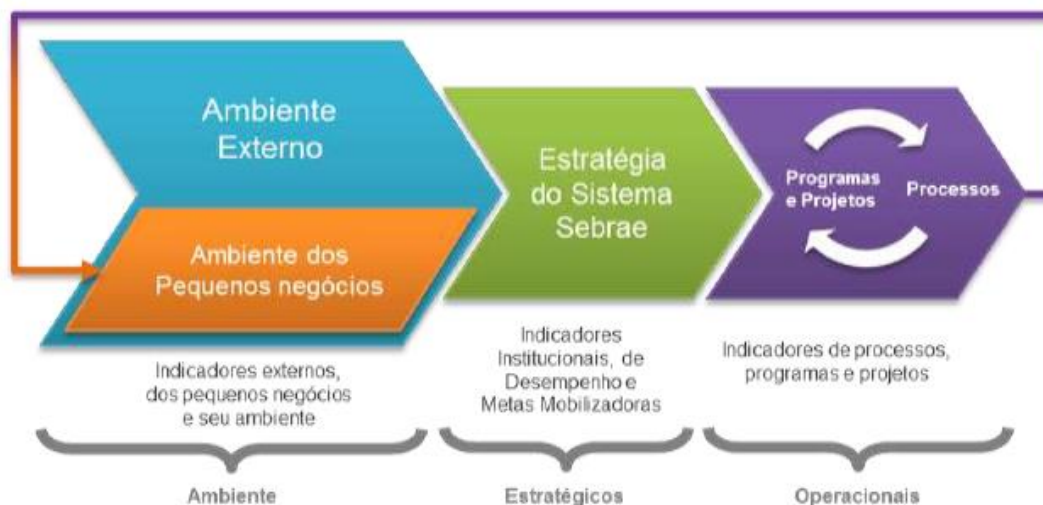 Ambiente
Externo
Ambiente dos
Pequenos negócios
Estratégia
do Sistema
Sebrae
Programas
e Projetos
Processos
Indicadores externos,
dos pequenos negócios
e seu ambiente
Indicadores
Institucionais, de
Desempenho e
Metas Mobilizadoras
Indicadores de processos,
programas e projetos
Ambiente
Estratégicos
Operacionais